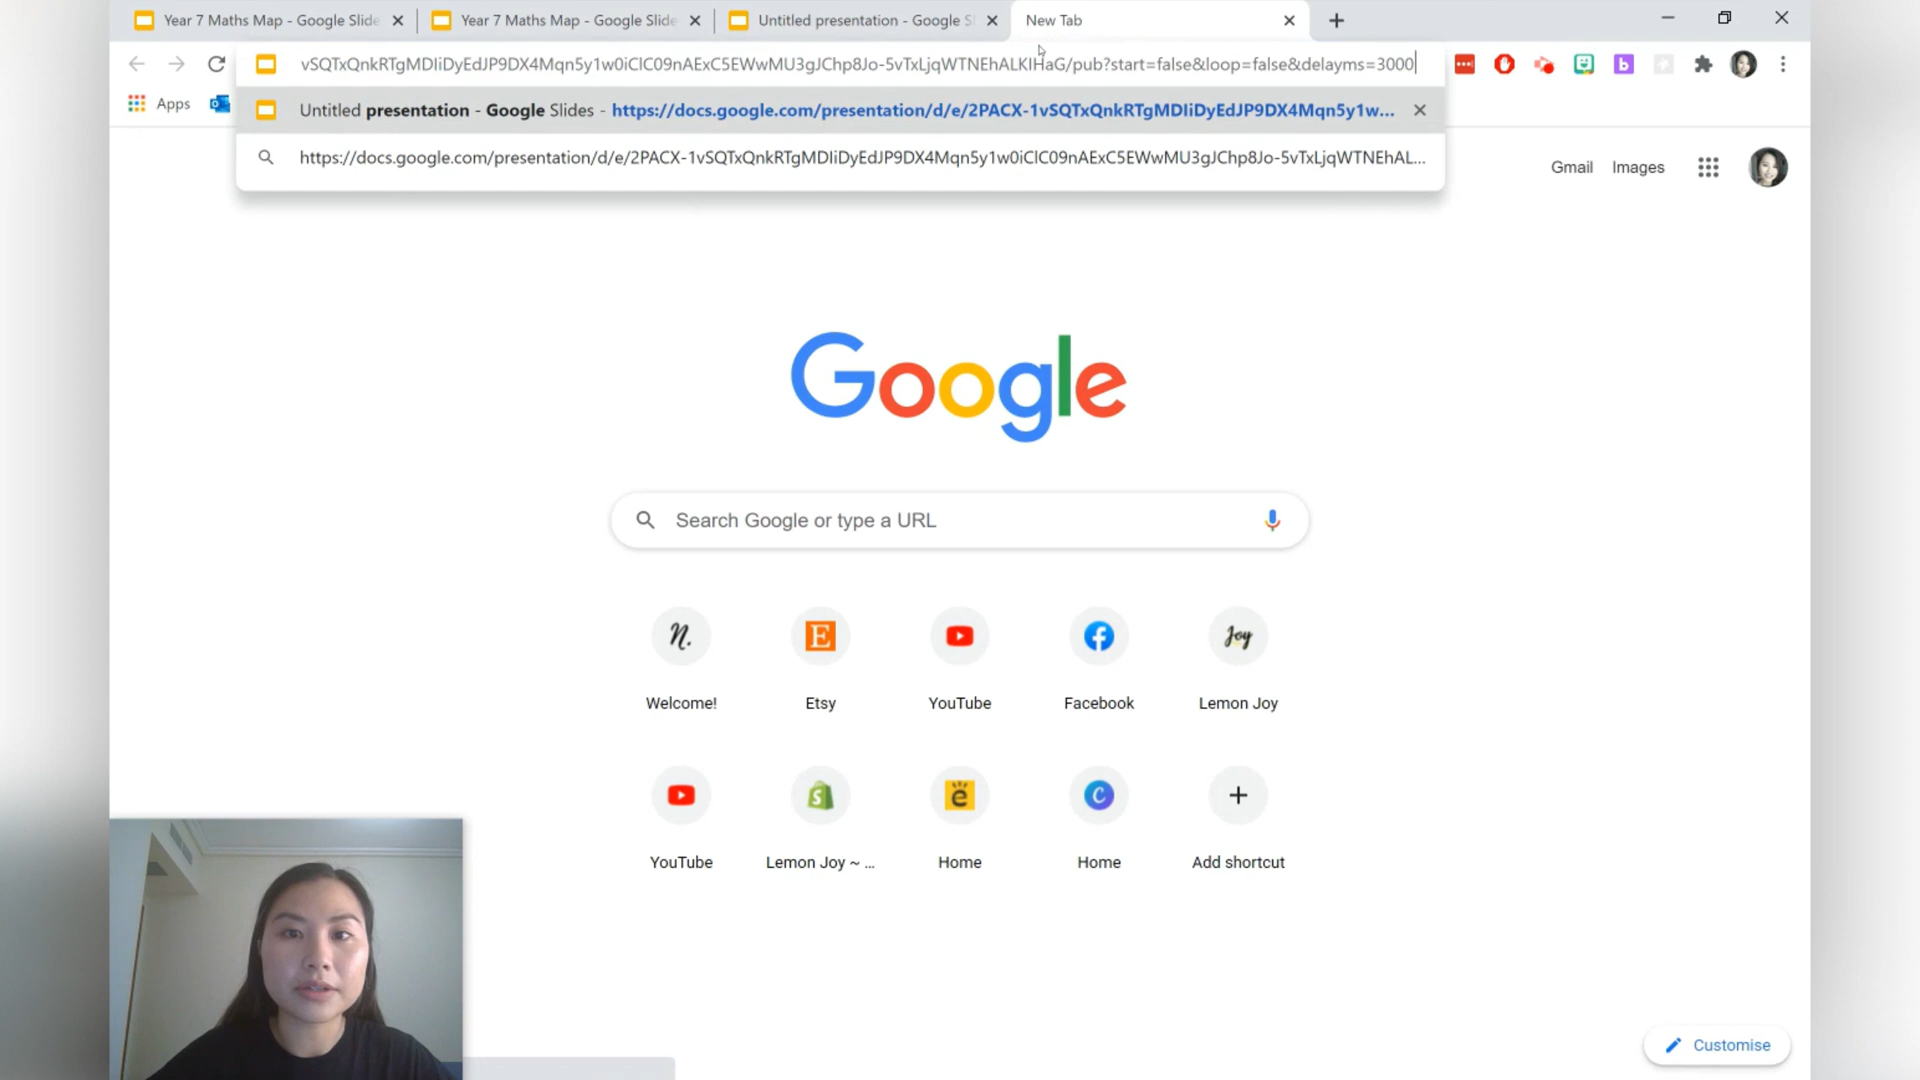 Year 7 Maths Map - Google Slide
Year 7 Maths Map - Google Slide
Untitled presentation - Google Sl
New Tab
vSQTxQnkRTgMDIiDyEdJP9DX4Mqn5y1w0iClC09nAExC5EWwMU3gJChp8Jo-5vTxLjqWTNEhALKIHaG/pub?start=false&loop=false&delayms=3000
Apps
Untitled presentation - Google Slides - https://docs.google.com/presentation/d/e/2PACX-1vSQTxQnkRTgMDIiDyEdJP9DX4Mqn5y1w...
https://docs.google.com/presentation/d/e/2PACX-1vSQTxQnkRTgMDIiDyEdJP9DX4Mqn5y1w0iClC09nAExC5EWwMU3gJChp8Jo-5vTxLjqWTNEhAL...
Gmail Images
Google
Search Google or type a URL
Welcome! Etsy YouTube Facebook Lemon Joy
YouTube Lemon Joy ~ ... Home Home Add shortcut
Customise